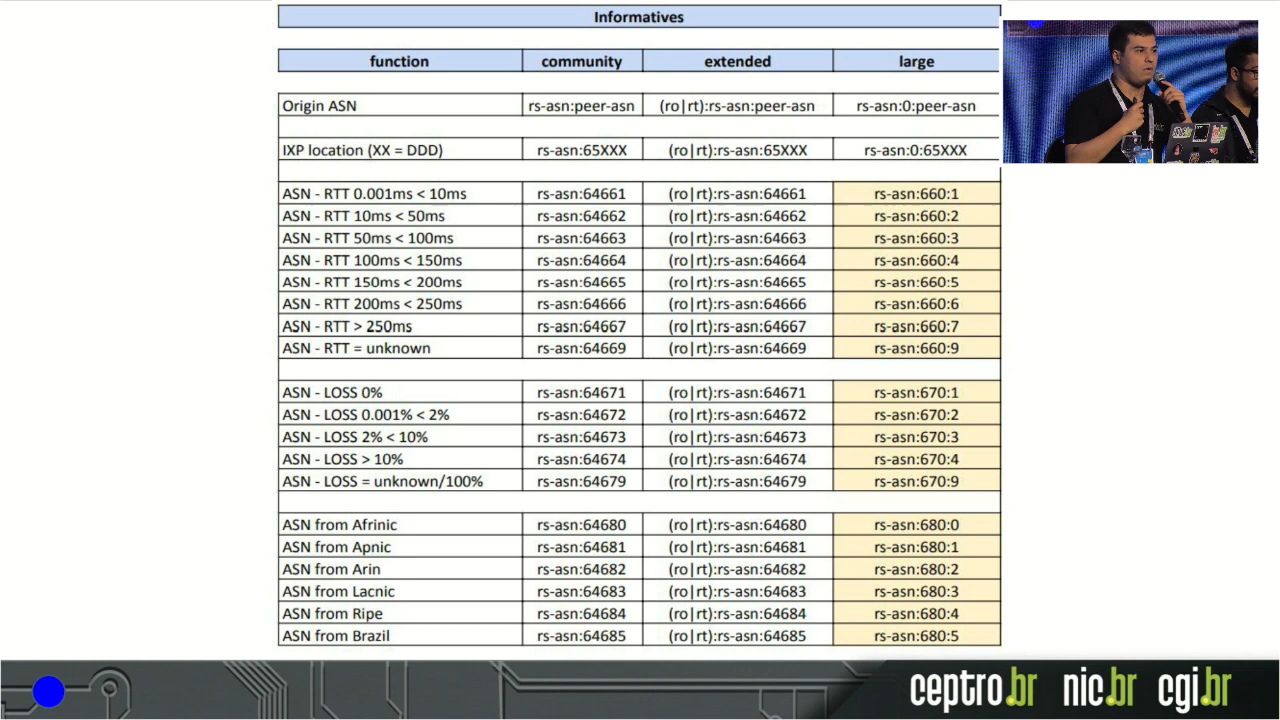 Informatives
function community extended large
Origin ASN rs-asn:peer-asn (ro|rt):rs-asn:peer-asn rs-asn:0:peer-asn
IXP location (XX = DDD) rs-asn:65XXX (ro|rt):rs-asn:65XXX rs-asn:0:65XXX
ASN - RTT 0.001ms < 10ms rs-asn:64661 (ro|rt):rs-asn:64661 rs-asn:660:1
ASN - RTT 10ms < 50ms rs-asn:64662 (ro|rt):rs-asn:64662 rs-asn:660:2
ASN - RTT 50ms < 100ms rs-asn:64663 (ro|rt):rs-asn:64663 rs-asn:660:3
ASN - RTT 100ms < 150ms rs-asn:64664 (ro|rt):rs-asn:64664 rs-asn:660:4
ASN - RTT 150ms < 200ms rs-asn:64665 (ro|rt):rs-asn:64665 rs-asn:660:5
ASN - RTT 200ms < 250ms rs-asn:64666 (ro|rt):rs-asn:64666 rs-asn:660:6
ASN - RTT > 250ms rs-asn:64667 (ro|rt):rs-asn:64667 rs-asn:660:7
ASN - RTT = unknown rs-asn:64669 (ro|rt):rs-asn:64669 rs-asn:660:9
ASN - LOSS 0% rs-asn:64671 (ro|rt):rs-asn:64671 rs-asn:670:1
ASN - LOSS 0.001% < 2% rs-asn:64672 (ro|rt):rs-asn:64672 rs-asn:670:2
ASN - LOSS 2% < 10% rs-asn:64673 (ro|rt):rs-asn:64673 rs-asn:670:3
ASN - LOSS > 10% rs-asn:64674 (ro|rt):rs-asn:64674 rs-asn:670:4
ASN - LOSS = unknown/100% rs-asn:64679 (ro|rt):rs-asn:64679 rs-asn:670:9
ASN from Afrinic rs-asn:64680 (ro|rt):rs-asn:64680 rs-asn:680:0
ASN from Apnic rs-asn:64681 (ro|rt):rs-asn:64681 rs-asn:680:1
ASN from Arin rs-asn:64682 (ro|rt):rs-asn:64682 rs-asn:680:2
ASN from Lacnic rs-asn:64683 (ro|rt):rs-asn:64683 rs-asn:680:3
ASN from Ripe rs-asn:64684 (ro|rt):rs-asn:64684 rs-asn:680:4
ASN from Brazil rs-asn:64685 (ro|rt):rs-asn:64685 rs-asn:680:5
ceptro.br nic.br cgi.br